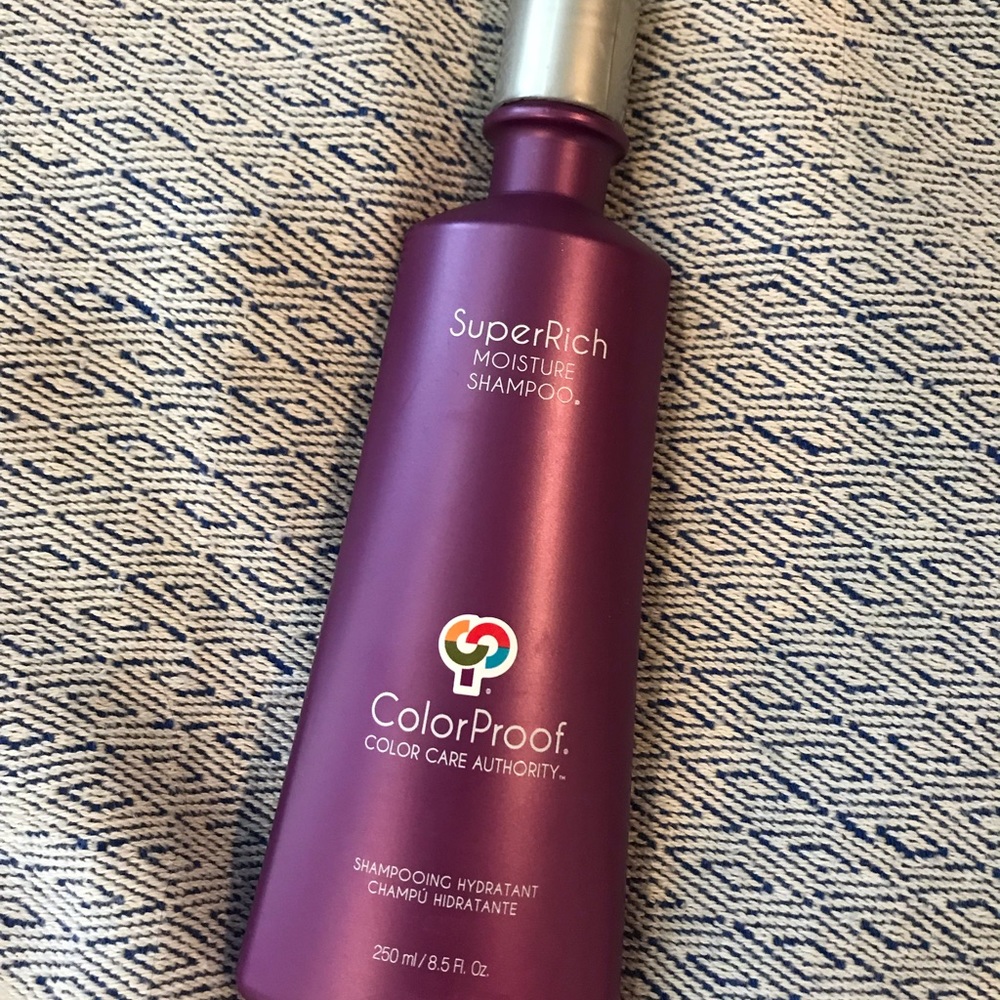 SuperRich
MOISTURE
SHAMPOO®
ColorProof®
COLOR CARE AUTHORITY™
SHAMPOOING HYDRATANT
CHAMPÚ HIDRATANTE
250 ml / 8.5 Fl. Oz.